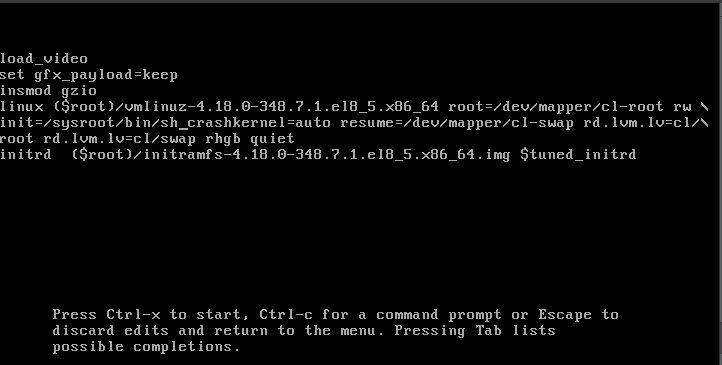 load_video
set gfx_payload=keep
insmod gzio
linux ($root)/vmlinuz-4.18.0-348.7.1.el8_5.x86_64 root=/dev/mapper/cl-root rw \
init=/sysroot/bin/sh_crashkernel=auto resume=/dev/mapper/cl-swap rd.lvm.lv=cl/\
root rd.lvm.lv=cl/swap rhgb quiet
initrd  ($root)/initramfs-4.18.0-348.7.1.el8_5.x86_64.img $tuned_initrd
Press Ctrl-x to start, Ctrl-c for a command prompt or Escape to
discard edits and return to the menu. Pressing Tab lists
possible completions.